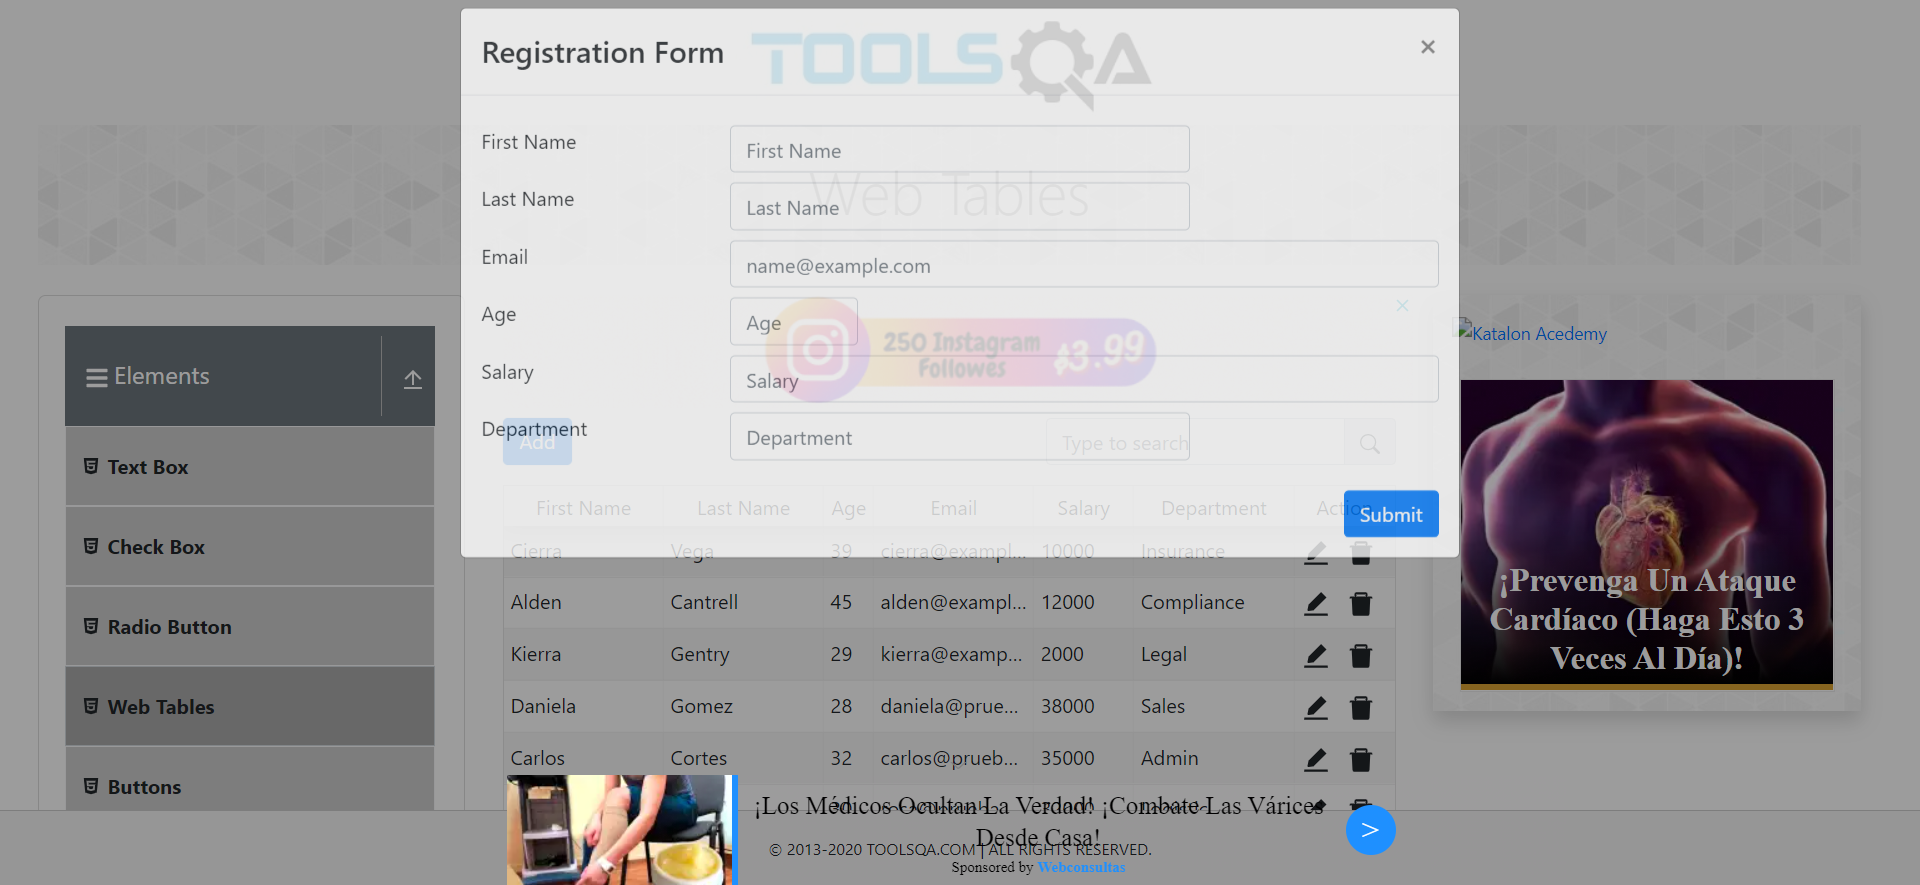 Registration Form
TOOLSQA
×
First Name
First Name
Web Tables
Last Name
Last Name
Email
name@example.com
Age
Age
250 Instagram
Followes
$3.99
Salary
Salary
Department
Department
Add
Type to search
Submit
Elements
Text Box
Check Box
Radio Button
Web Tables
Buttons
First Name Last Name Age Email Salary Department
Cierra Vega 39 cierra@exampl... 10000 Insurance
Alden Cantrell 45 alden@exampl... 12000 Compliance
Kierra Gentry 29 kierra@examp... 2000 Legal
Daniela Gomez 28 daniela@prue... 38000 Sales
Carlos Cortes 32 carlos@prueb... 35000 Admin
Katalon Acedemy
¡Prevenga Un Ataque
Cardíaco (Haga Esto 3
Veces Al Día)!
¡Los Médicos Ocultan La Verdad! ¡Combate Las Várices
Desde Casa!
© 2013-2020 TOOLSQA.COM | ALL RIGHTS RESERVED.
Sponsored by Webconsultas
>